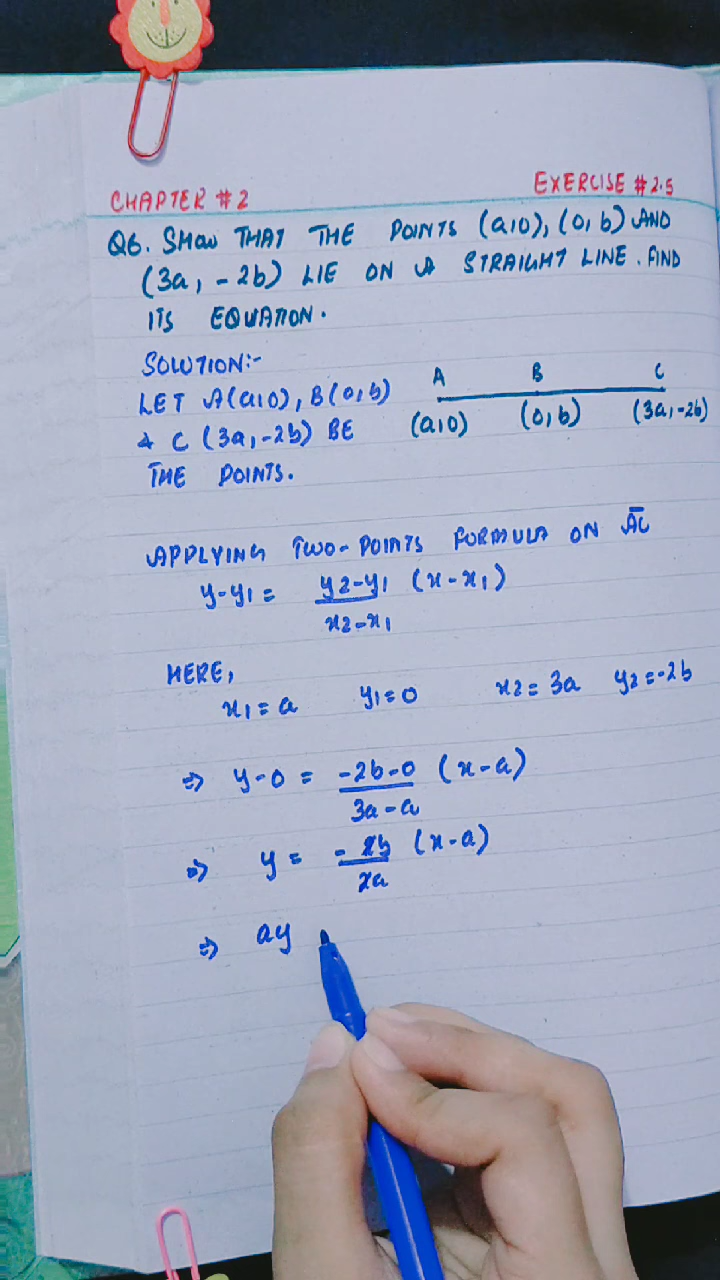 CHAPTER # 2 EXERCISE # 2.5
Q6. SHOW THAT THE POINTS (a,0), (0,b) AND
(3a, -2b) LIE ON A STRAIGHT LINE. FIND
ITS EQUATION.
SOLUTION:-
LET A(a,0), B(0,b)
& C (3a,-2b) BE
THE POINTS.
A B C
(a,0) (0,b) (3a,-2b)
APPLYING TWO-POINTS FORMULA ON A̅C̅
y-y₁ = y₂-y₁ (x-x₁)
x₂-x₁
HERE,
x₁ = a y₁ = 0 x₂ = 3a y₂ = -2b
⇒ y-0 = -2b-0 (x-a)
3a-a
⇒ y = -2b (x-a)
2a
⇒ ay